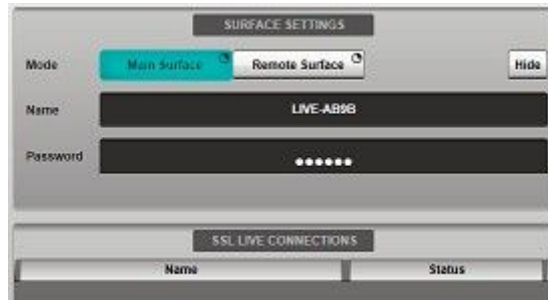 SURFACE SETTINGS
Mode Main Surface Remote Surface Hide
Name LIVE-AB9B
Password ●●●●●●
SSL LIVE CONNECTIONS
Name Status